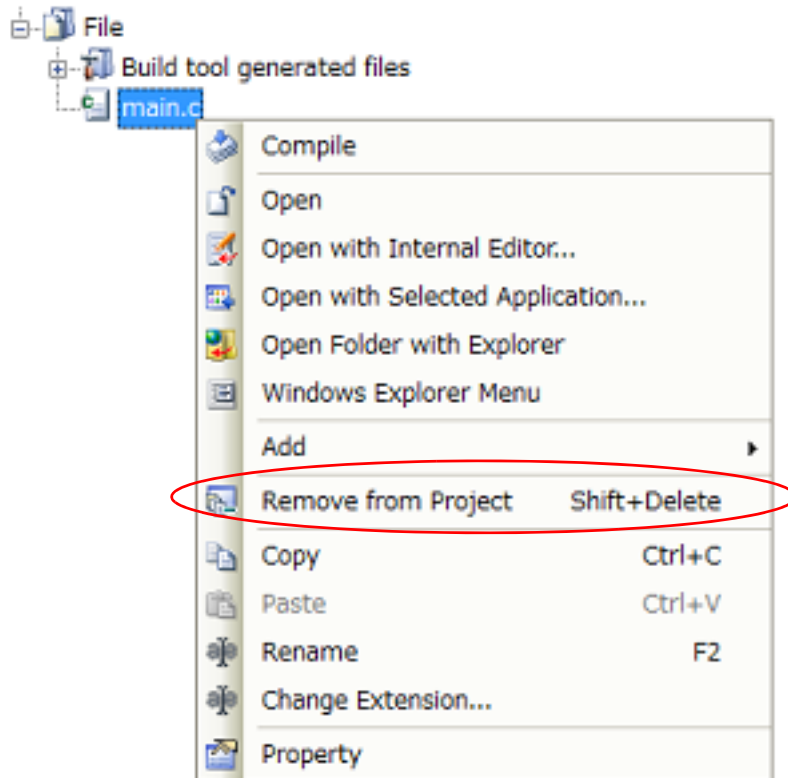 File
Build tool generated files
main.c
Compile
Open
Open with Internal Editor...
Open with Selected Application...
Open Folder with Explorer
Windows Explorer Menu
Add
Remove from Project Shift+Delete
Copy Ctrl+C
Paste Ctrl+V
Rename F2
Change Extension...
Property